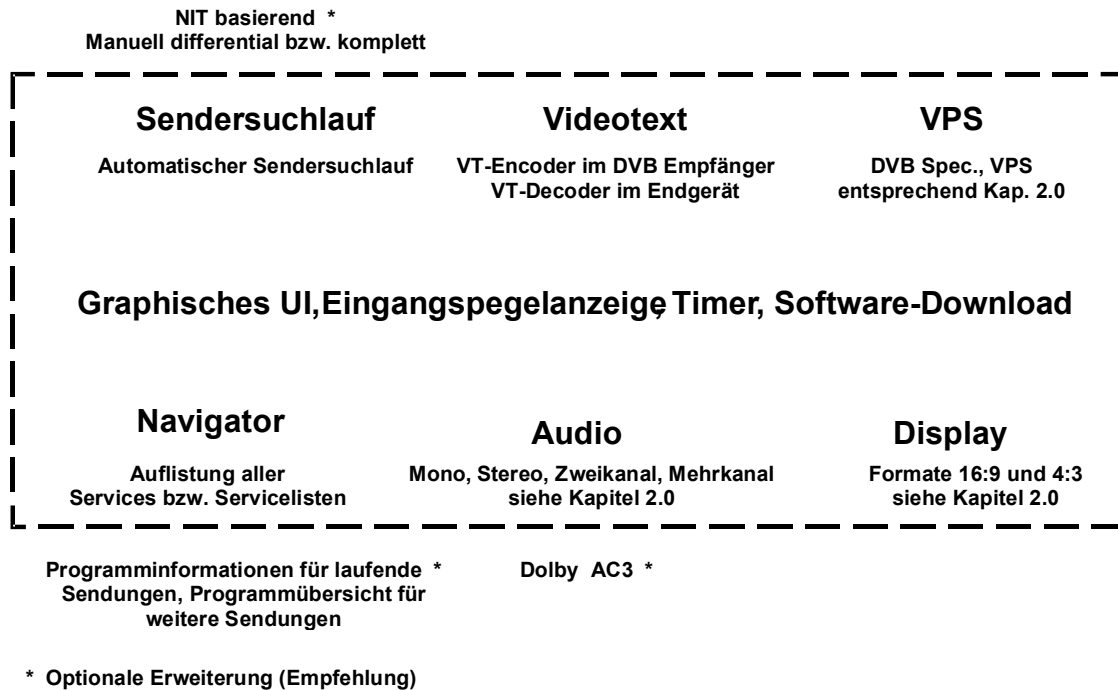 NIT basierend *
Manuell differential bzw. komplett
Sendersuchlauf
Automatischer Sendersuchlauf
Videotext
VT-Encoder im DVB Empfänger
VT-Decoder im Endgerät
VPS
DVB Spec., VPS
entsprechend Kap. 2.0
Graphisches UI,Eingangspegelanzeige, Timer, Software-Download
Navigator
Auflistung aller
Services bzw. Servicelisten
Audio
Mono, Stereo, Zweikanal, Mehrkanal
siehe Kapitel 2.0
Display
Formate 16:9 und 4:3
siehe Kapitel 2.0
Programminformationen für laufende *
Sendungen, Programmübersicht für
weitere Sendungen
Dolby AC3 *
* Optionale Erweiterung (Empfehlung)